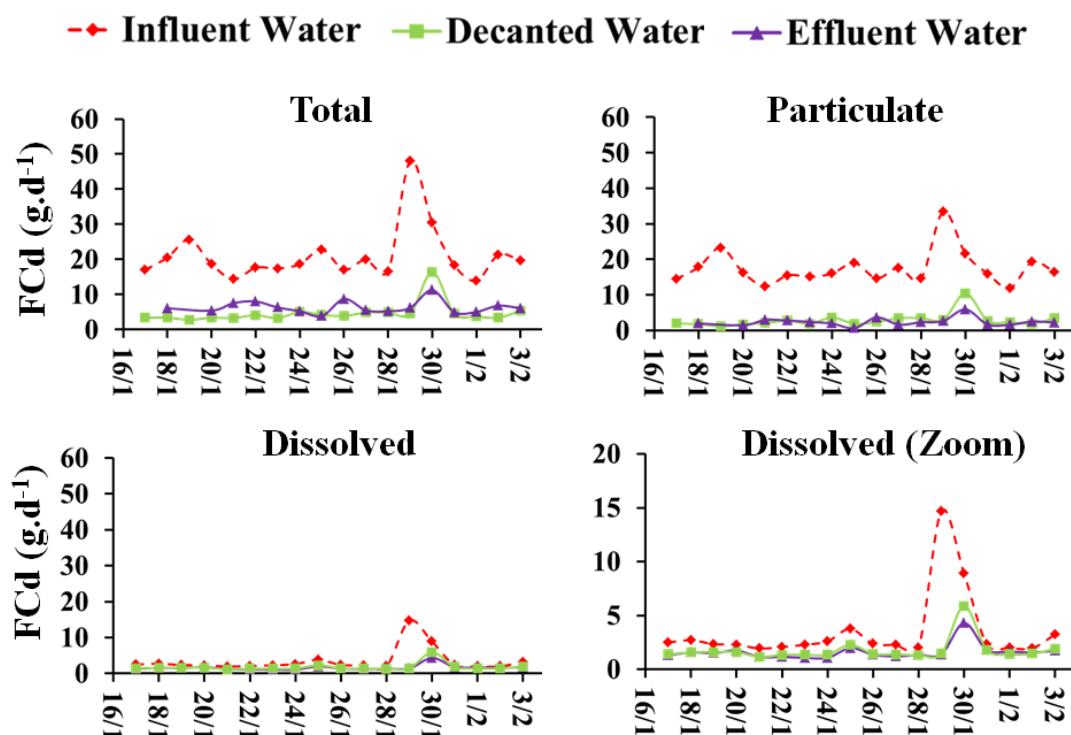 Influent Water Decanted Water Effluent Water
Total
FCd (g.d-1)
60
50
40
30
20
10
0
16/1 18/1 20/1 22/1 24/1 26/1 28/1 30/1 1/2 3/2
Particulate
60
50
40
30
20
10
0
16/1 18/1 20/1 22/1 24/1 26/1 28/1 30/1 1/2 3/2
Dissolved
FCd (g.d-1)
60
50
40
30
20
10
0
16/1 18/1 20/1 22/1 24/1 26/1 28/1 30/1 1/2 3/2
Dissolved (Zoom)
20
15
10
5
0
16/1 18/1 20/1 22/1 24/1 26/1 28/1 30/1 1/2 3/2